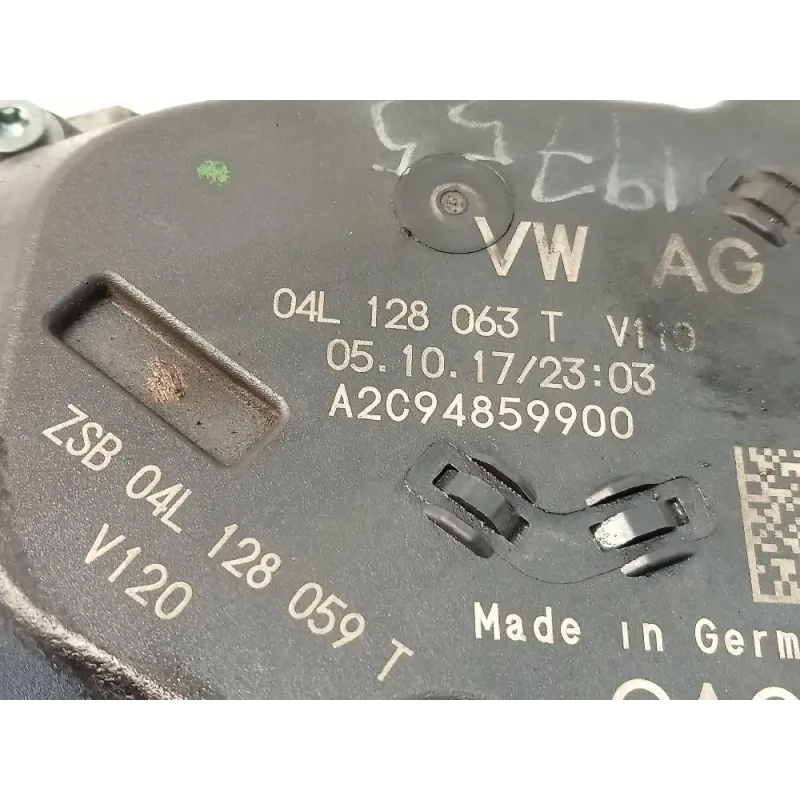 VW AG
04L 128 063 T V110
05.10.17/23:03
A2C94859900
ZSB 04L 128 059 T
V120
Made in Germ